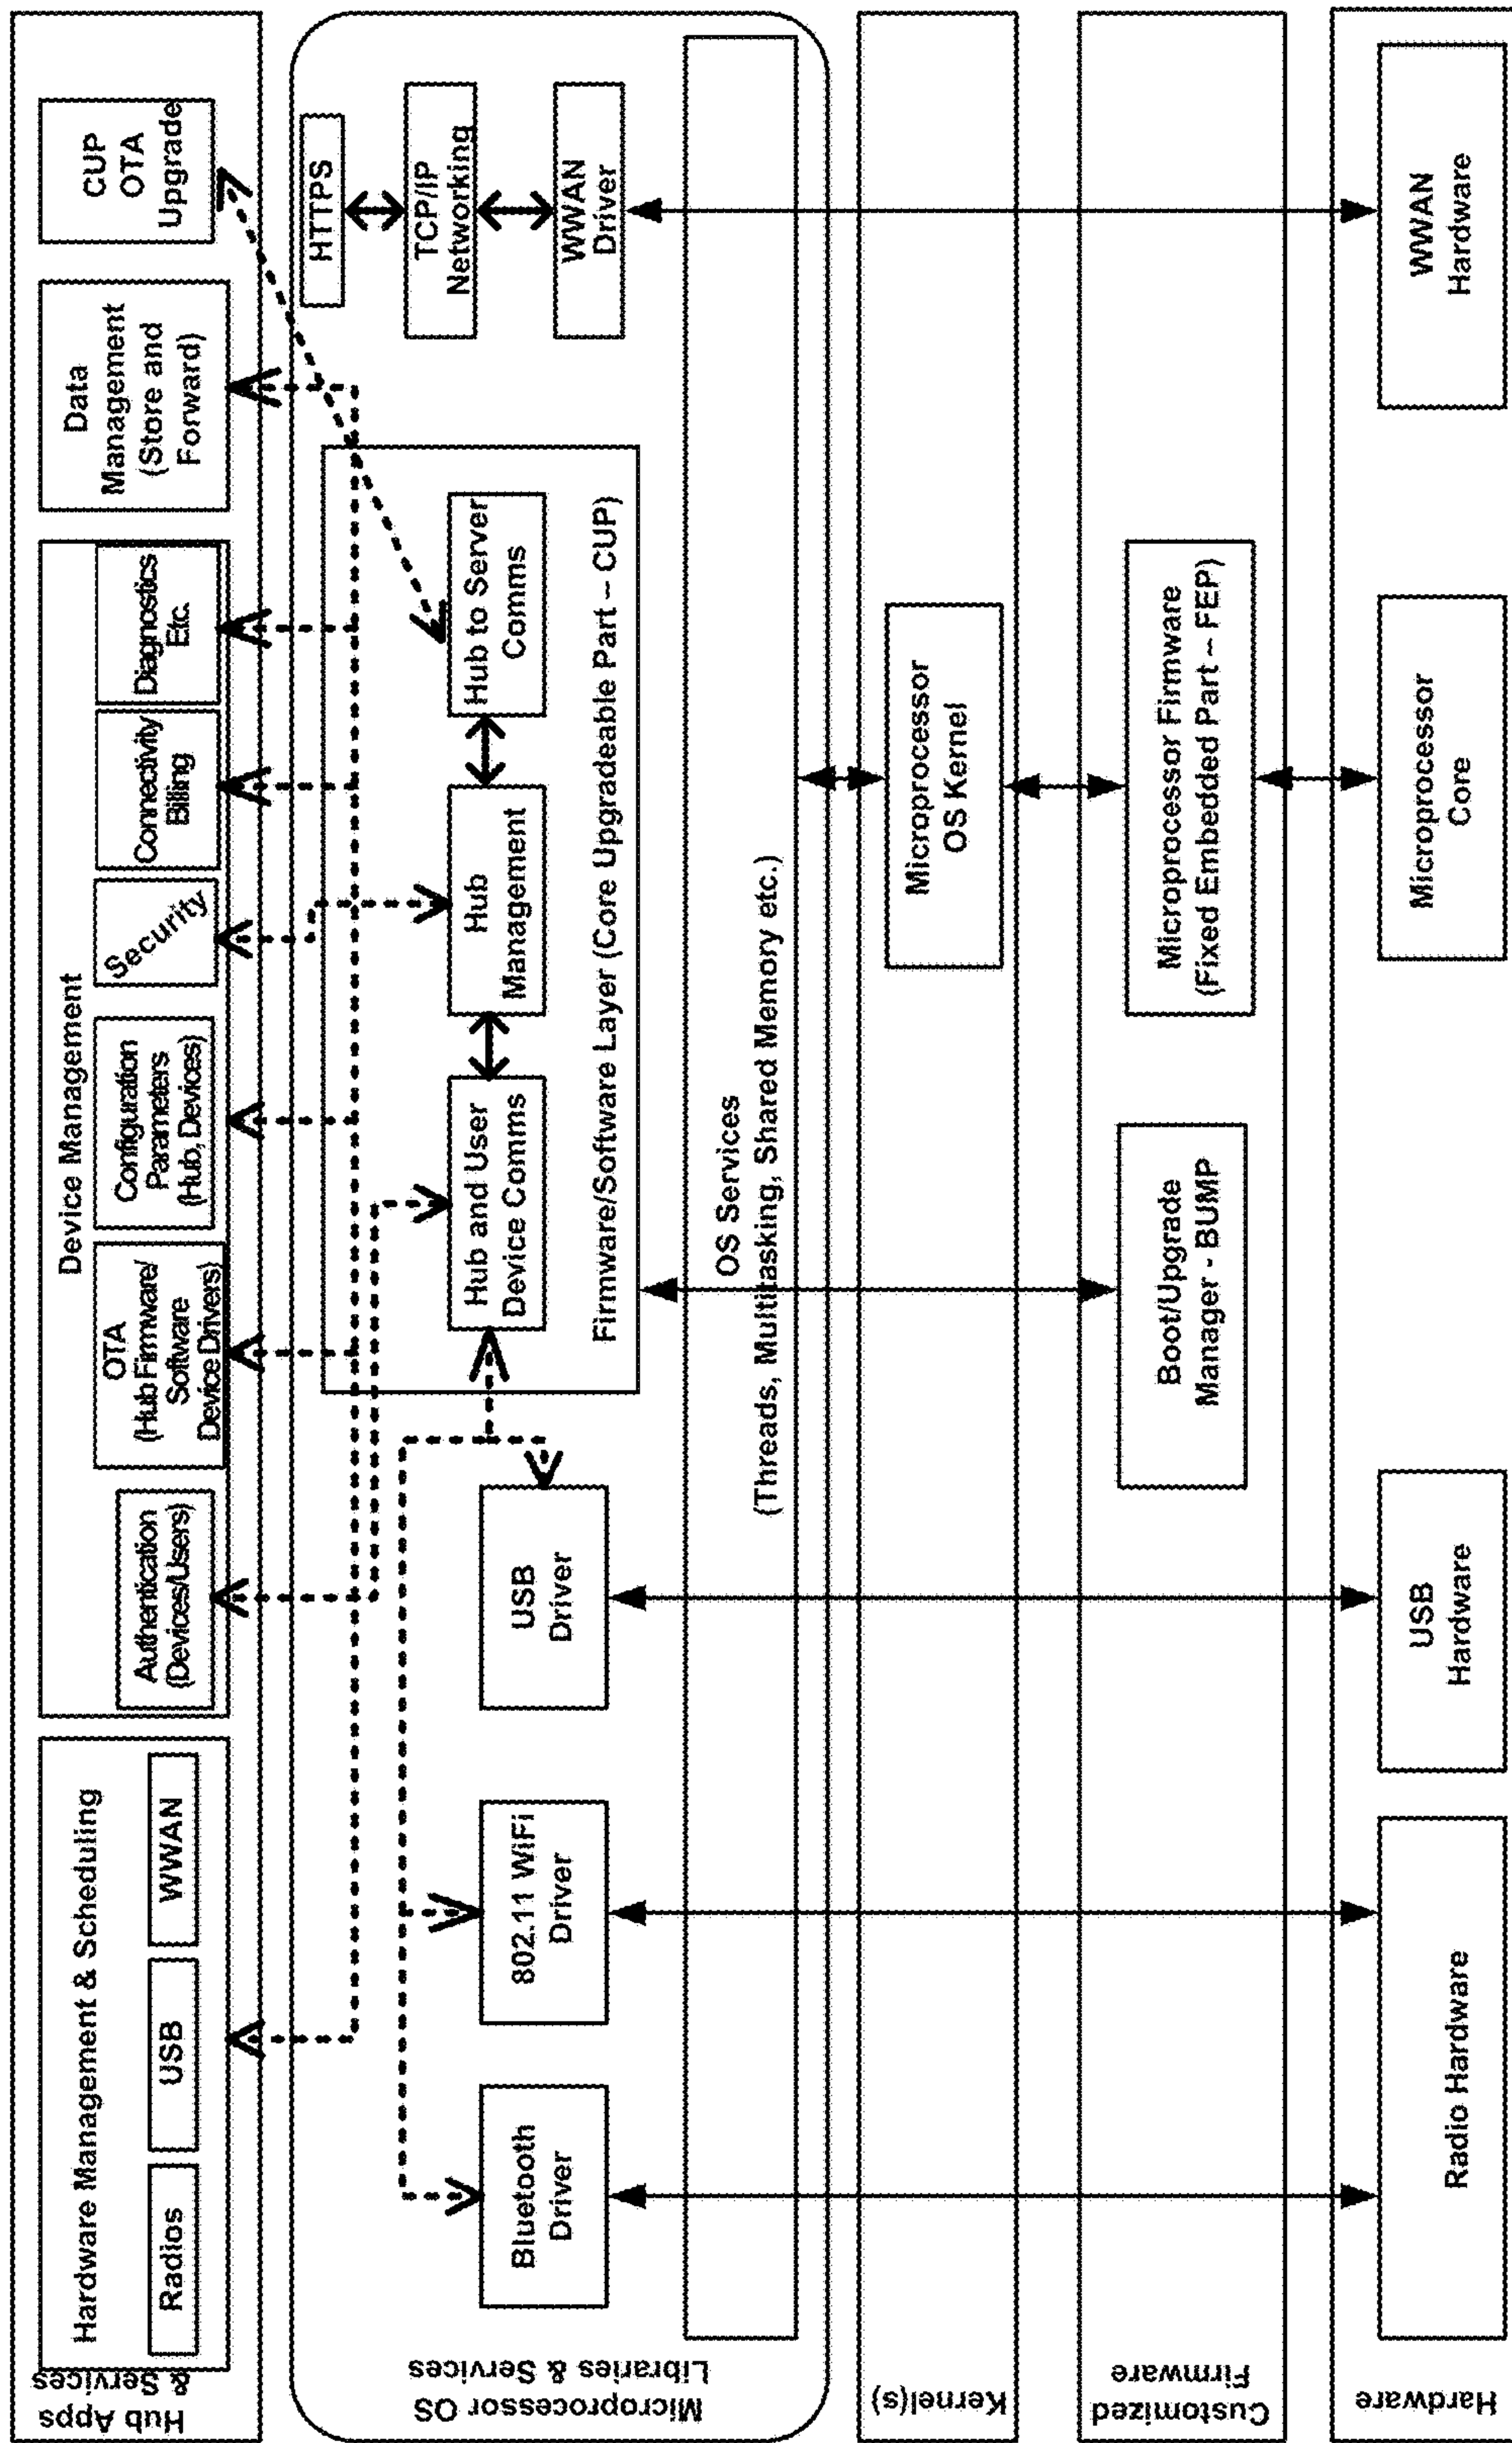 Hub Apps
& Services
Hardware Management & Scheduling
Radios
USB
WWAN
Device Management
Authentication
(Devices/Users)
OTA
(Hub Firmware/
Software
Device Drivers)
Configuration
Parameters
(Hub, Devices)
Security
Connectivity
Billing
Diagnostics
Etc.
Data
Management
(Store and
Forward)
CUP
OTA
Upgrade
Microprocessor OS
Libraries & Services
Bluetooth
Driver
802.11 WiFi
Driver
USB
Driver
Hub and User
Device Comms
Hub
Management
Hub to Server
Comms
Firmware/Software Layer (Core Upgradeable Part – CUP)
HTTPS
TCP/IP
Networking
WWAN
Driver
OS Services
(Threads, Multitasking, Shared Memory etc.)
Kernel(s)
Microprocessor
OS Kernel
Customized
Firmware
Boot/Upgrade
Manager - BUMP
Microprocessor Firmware
(Fixed Embedded Part – FEP)
Hardware
Radio Hardware
USB
Hardware
Microprocessor
Core
WWAN
Hardware